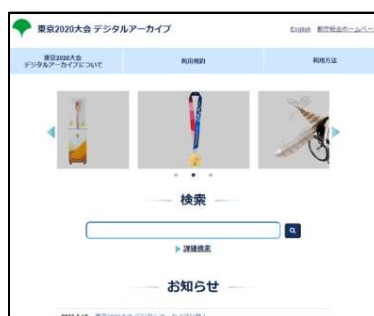 東京2020大会 デジタルアーカイブ
English 都庁総合ホームページ
東京2020大会
デジタルアーカイブについて
利用規約
利用方法
検索
詳細検索
お知らせ